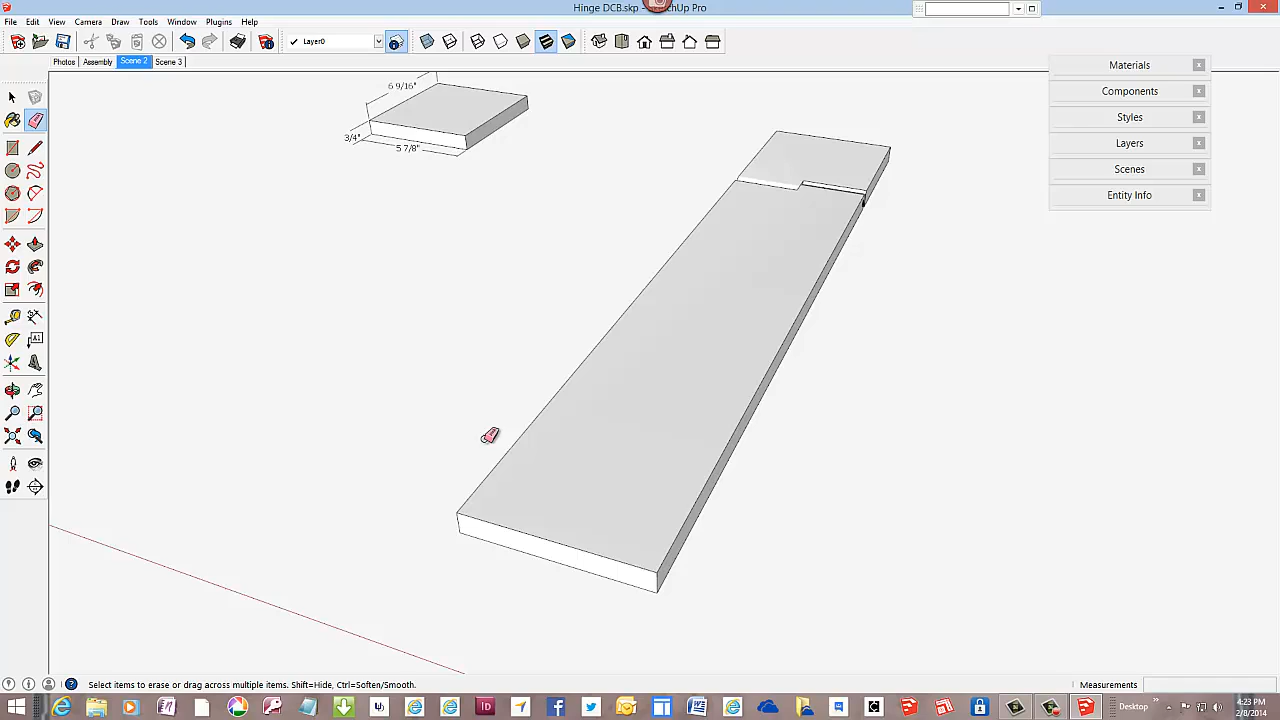 Hinge DCB.skp - SketchUp Pro
File Edit View Camera Draw Tools Window Plugins Help
Layer0
Photos Assembly Scene 2 Scene 3
Materials
Components
Styles
Layers
Scenes
Entity Info
6 9/16"
3/4"
5 7/8"
Select items to erase or drag across multiple items. Shift=Hide, Ctrl=Soften/Smooth.
Measurements
Desktop
4:23 PM
2/8/2014